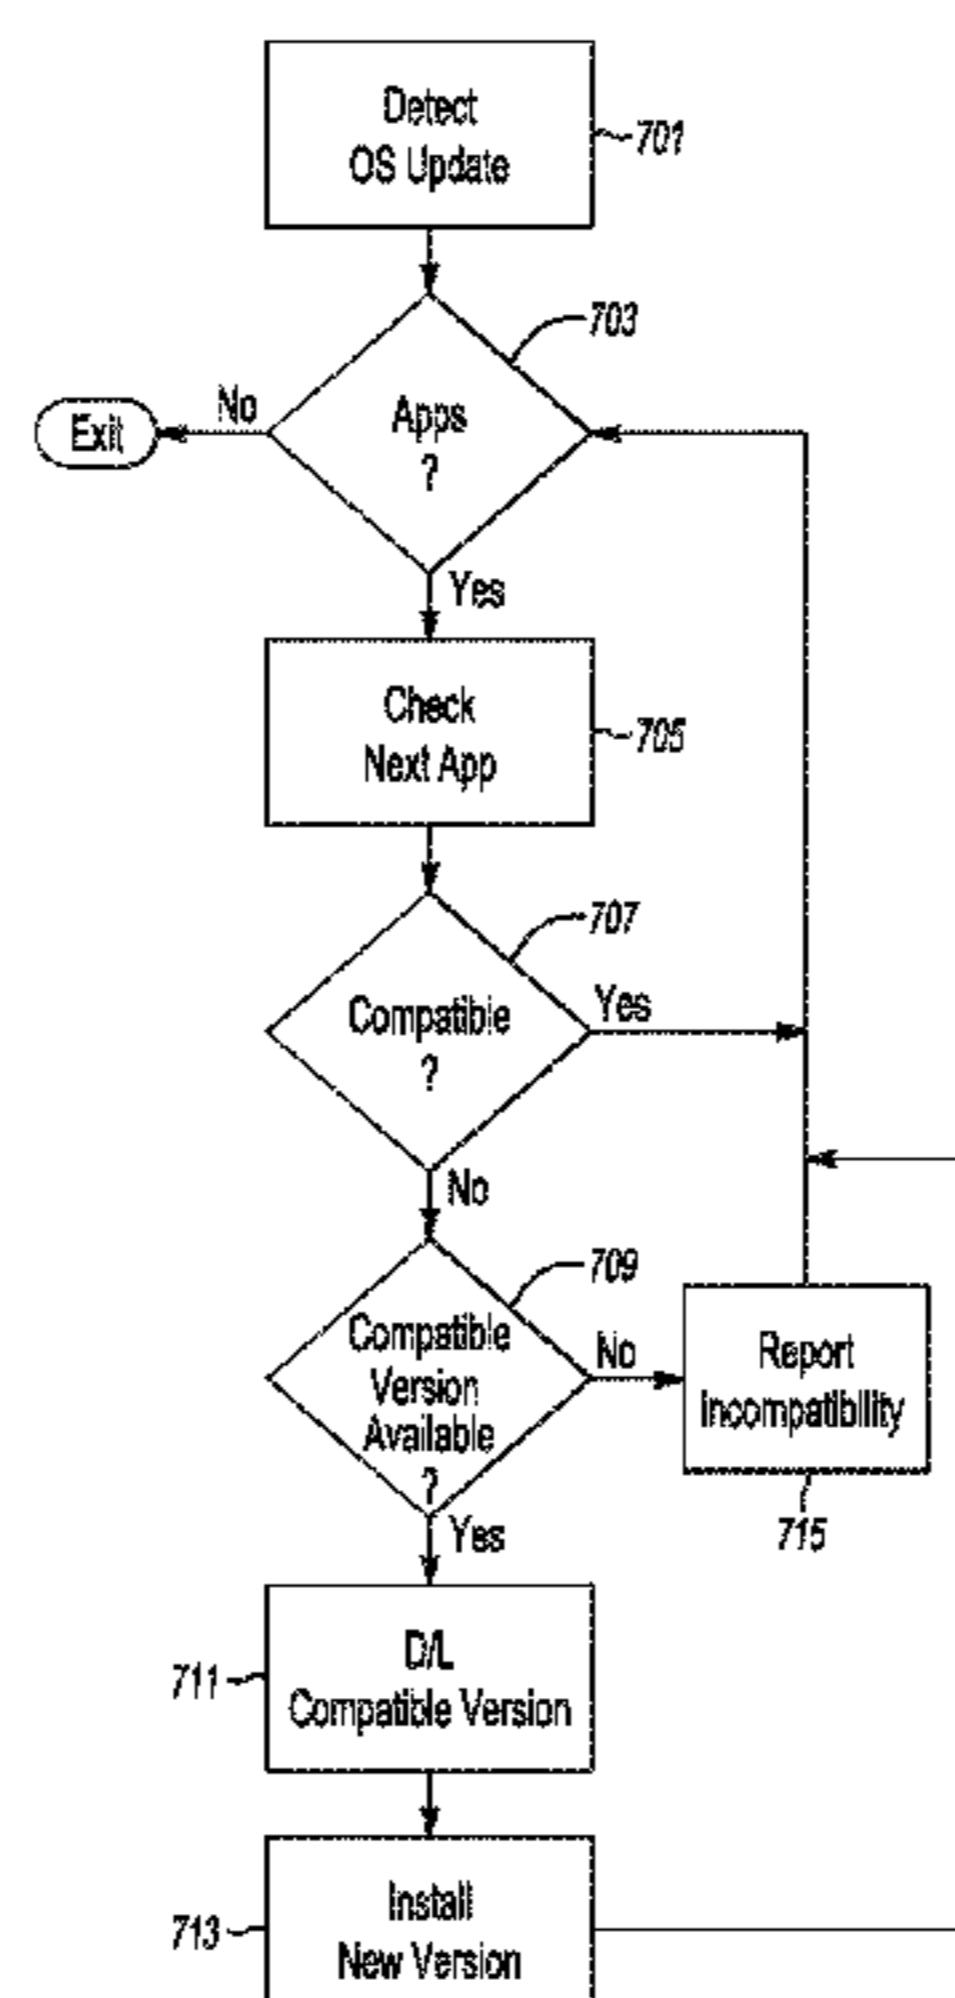 Detect
OS Update
701
703
Apps
?
No
Exit
Yes
Check
Next App
705
707
Compatible
?
Yes
No
709
Compatible
Version
Available
?
No
Report
Incompatibility
715
Yes
D/L
Compatible Version
711
Install
New Version
713